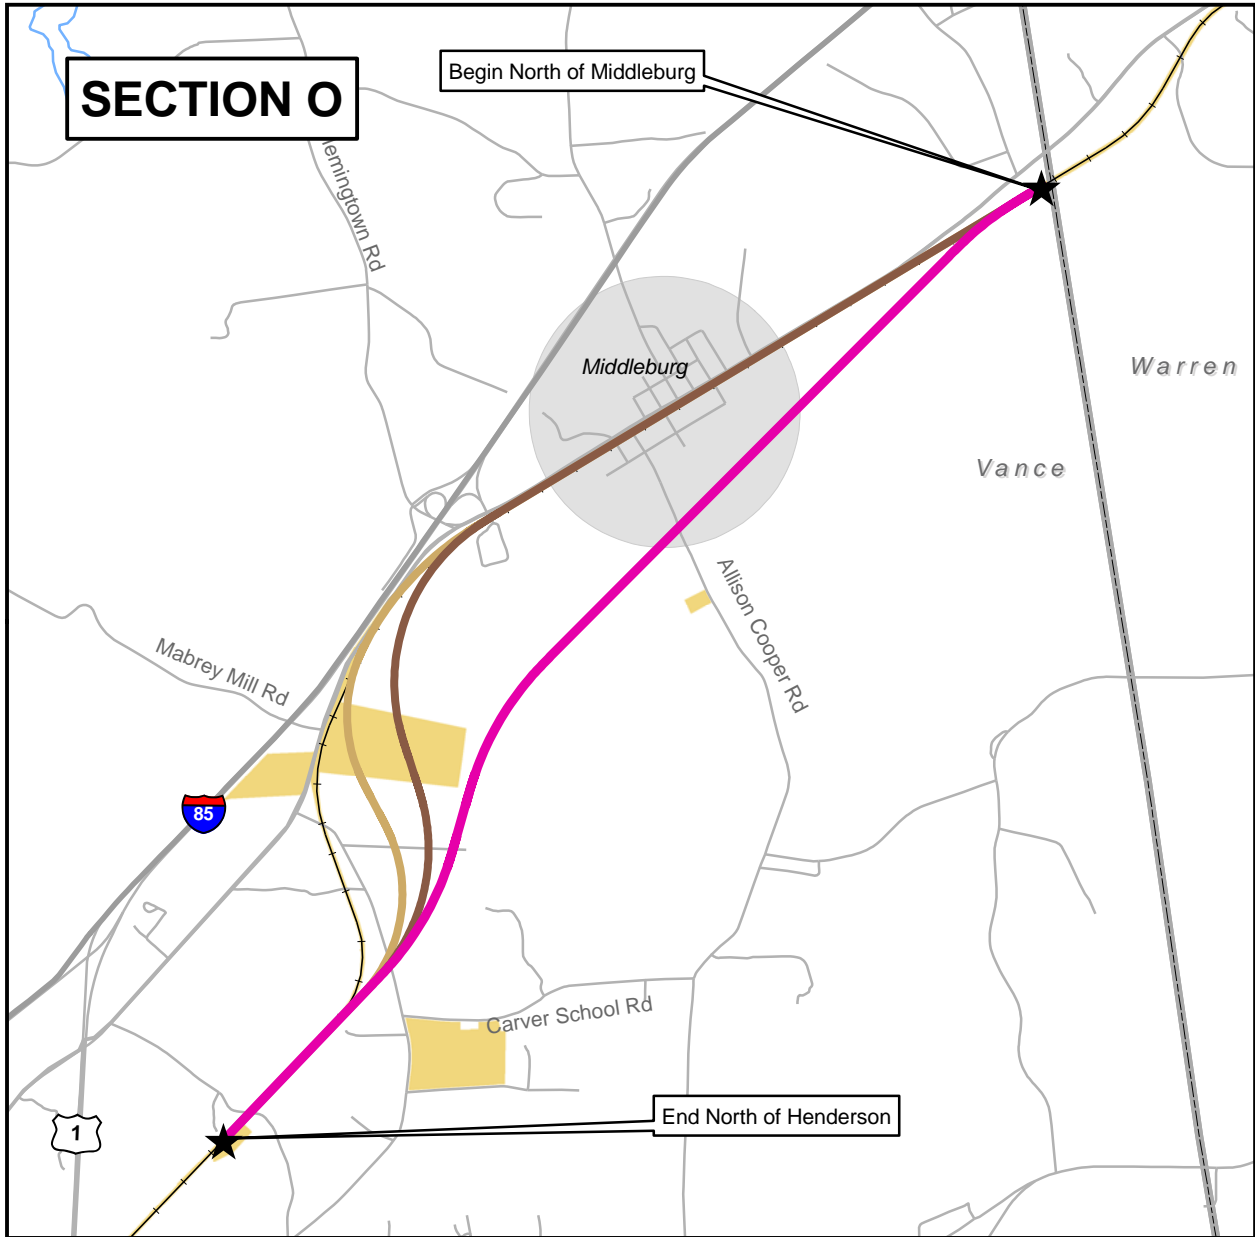 SECTION O
Begin North of Middleburg
lemingtown Rd
Middleburg
Warren
Vance
Allison Cooper Rd
Mabrey Mill Rd
85
Carver School Rd
End North of Henderson
1